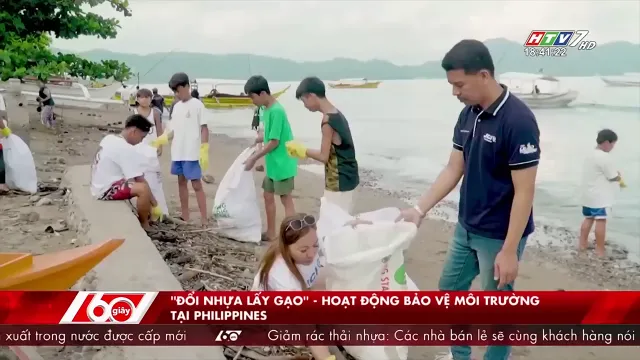 HTV7 HD
18:41:22
60 giây
"ĐỔI NHỰA LẤY GẠO" - HOẠT ĐỘNG BẢO VỆ MÔI TRƯỜNG
TẠI PHILIPPINES
xuất trong nước được cấp mới 60 giây Giảm rác thải nhựa: Các nhà bán lẻ sẽ cùng khách hàng nói